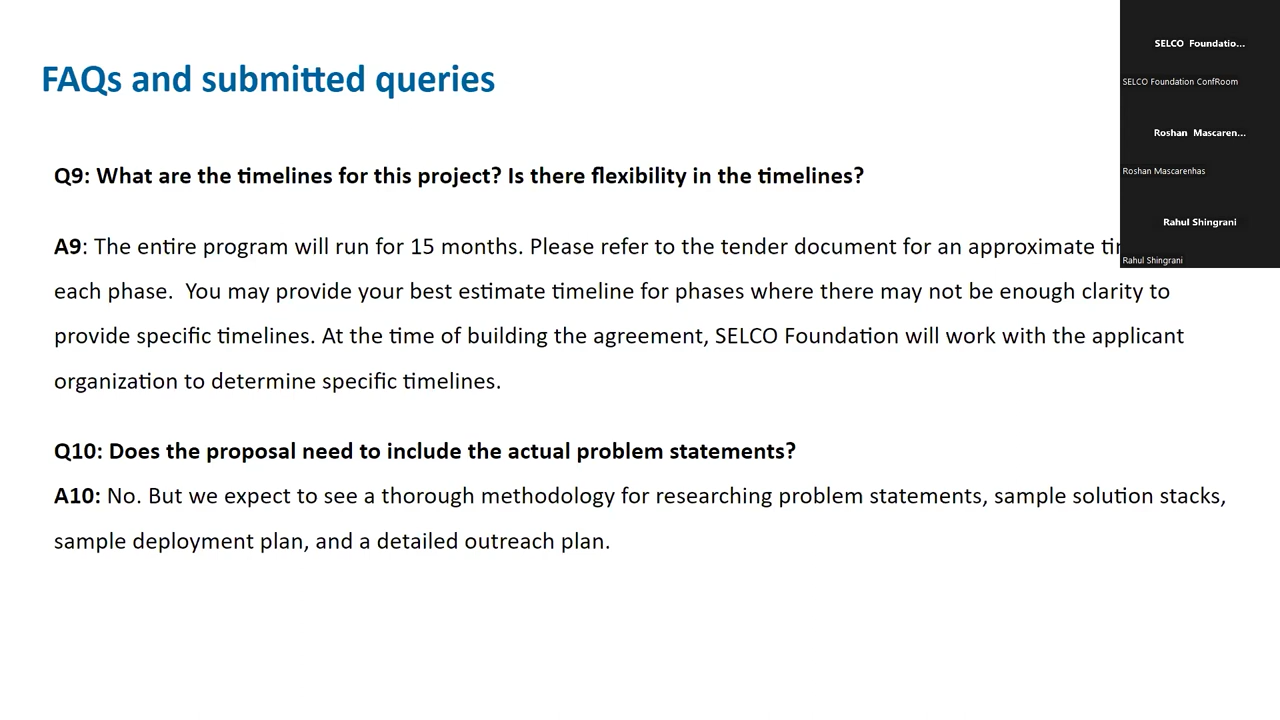 FAQs and submitted queries
Q9: What are the timelines for this project? Is there flexibility in the timelines?
A9: The entire program will run for 15 months. Please refer to the tender document for an approximate
each phase. You may provide your best estimate timeline for phases where there may not be enough clarity to
provide specific timelines. At the time of building the agreement, SELCO Foundation will work with the applicant
organization to determine specific timelines.
Q10: Does the proposal need to include the actual problem statements?
A10: No. But we expect to see a thorough methodology for researching problem statements, sample solution stacks,
sample deployment plan, and a detailed outreach plan.
SELCO Foundatio...
SELCO Foundation ConfRoom
Roshan Mascaren...
Roshan Mascarenhas
Rahul Shingrani
Rahul Shingrani